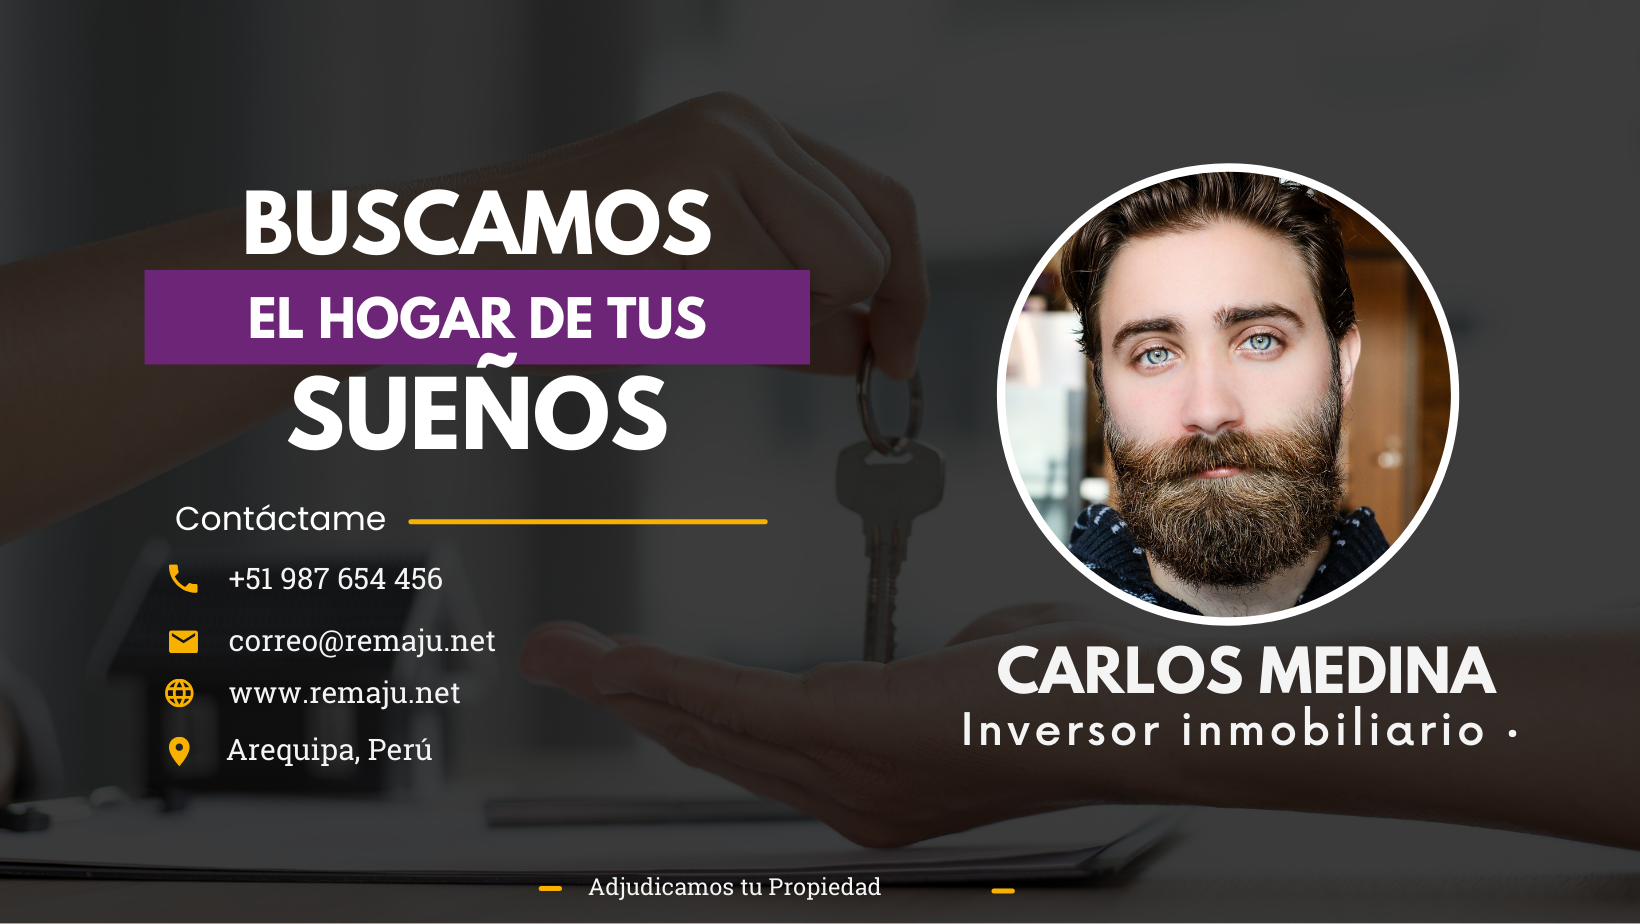 BUSCAMOS
EL HOGAR DE TUS
SUEÑOS
Contáctame
+51 987 654 456
correo@remaju.net
www.remaju.net
Arequipa, Perú
CARLOS MEDINA
Inversor inmobiliario •
Adjudicamos tu Propiedad